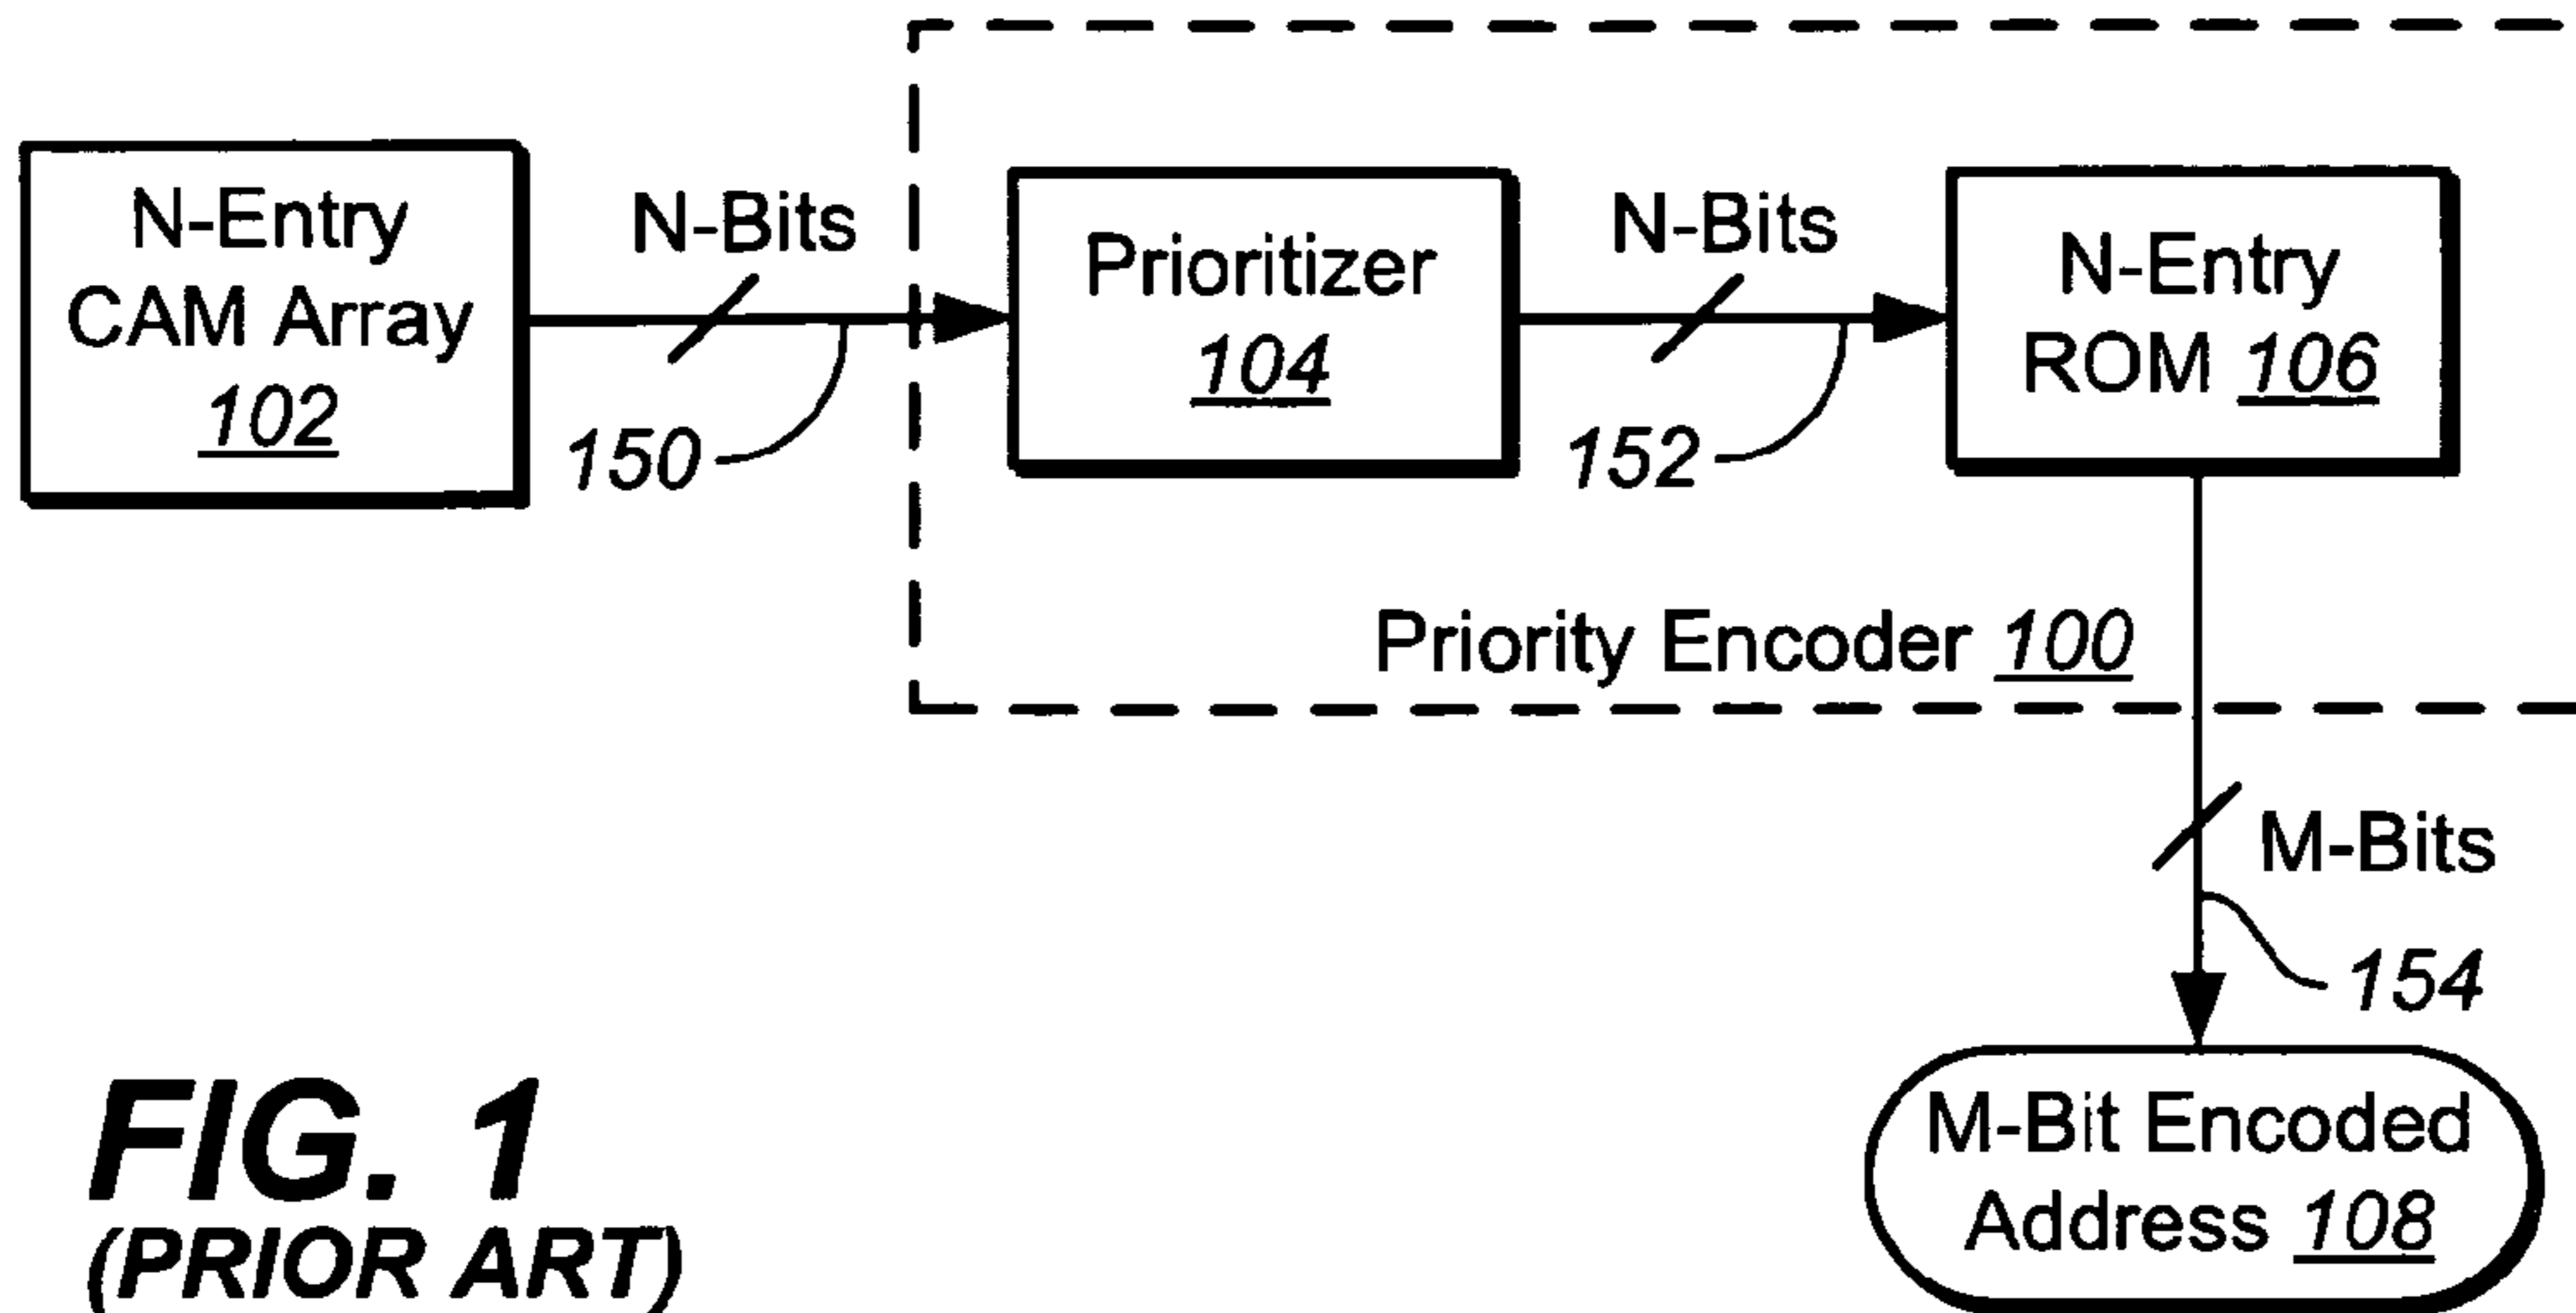 N-Entry
CAM Array
102
N-Bits
150
Prioritizer
104
N-Bits
152
N-Entry
ROM 106
Priority Encoder 100
M-Bits
154
M-Bit Encoded
Address 108
FIG. 1
(PRIOR ART)